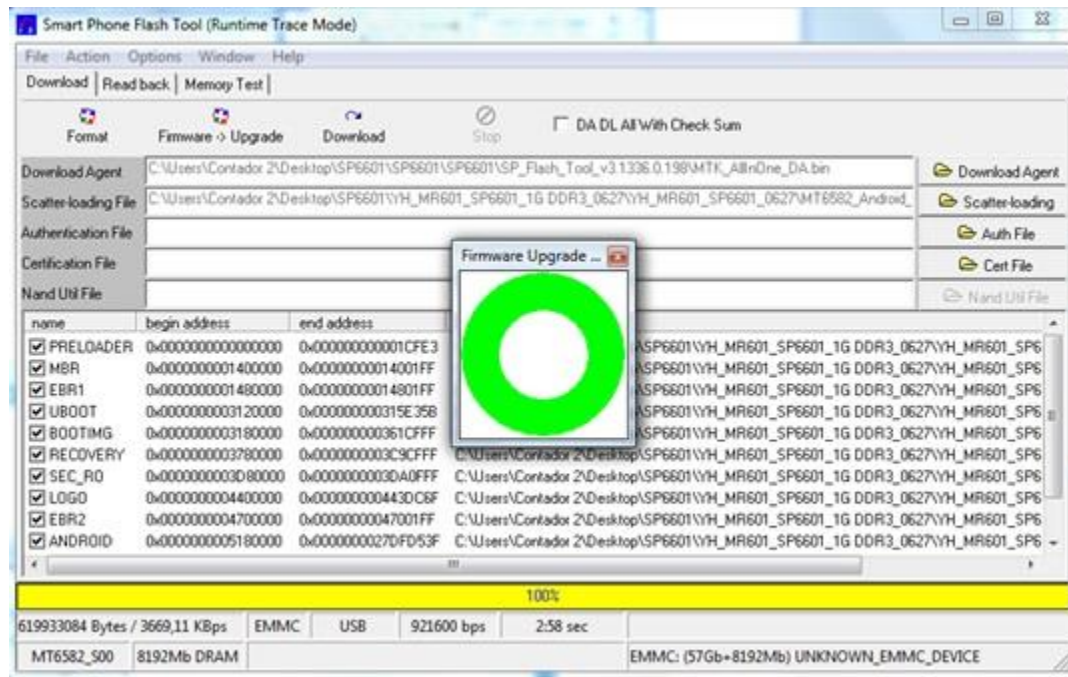 Smart Phone Flash Tool (Runtime Trace Mode)
File Action Options Window Help
Download Read back Memory Test
Format Firmware -> Upgrade Download Stop DA DL All With Check Sum
Download Agent C:\Users\Contador 2\Desktop\SP6601\SP6601\SP6601\SP_Flash_Tool_v3.1336.0.198\MTK_AllInOne_DA.bin Download Agent
Scatter-loading File C:\Users\Contador 2\Desktop\SP6601\YH_MR601_SP6601_1G DDR3_0627\YH_MR601_SP6601_0627\MT6582_Android_ Scatter-loading
Authentication File Auth File
Certification File Cert File
Nand Util File Nand Util File
Firmware Upgrade ...
name begin address end address
PRELOADER 0x0000000000000000 0x000000000001CFE3 \SP6601\YH_MR601_SP6601_1G DDR3_0627\YH_MR601_SP6
MBR 0x0000000001400000 0x00000000014001FF \SP6601\YH_MR601_SP6601_1G DDR3_0627\YH_MR601_SP6
EBR1 0x0000000001480000 0x00000000014801FF \SP6601\YH_MR601_SP6601_1G DDR3_0627\YH_MR601_SP6
UBOOT 0x0000000003120000 0x000000000315E35B \SP6601\YH_MR601_SP6601_1G DDR3_0627\YH_MR601_SP6
BOOTIMG 0x0000000003180000 0x000000000361CFFF \SP6601\YH_MR601_SP6601_1G DDR3_0627\YH_MR601_SP6
RECOVERY 0x0000000003780000 0x0000000003C9CFFF C:\Users\Contador 2\Desktop\SP6601\YH_MR601_SP6601_1G DDR3_0627\YH_MR601_SP6
SEC_RO 0x0000000003D80000 0x0000000003DA0FFF C:\Users\Contador 2\Desktop\SP6601\YH_MR601_SP6601_1G DDR3_0627\YH_MR601_SP6
LOGO 0x0000000004400000 0x000000000443DC6F C:\Users\Contador 2\Desktop\SP6601\YH_MR601_SP6601_1G DDR3_0627\YH_MR601_SP6
EBR2 0x0000000004700000 0x00000000047001FF C:\Users\Contador 2\Desktop\SP6601\YH_MR601_SP6601_1G DDR3_0627\YH_MR601_SP6
ANDROID 0x0000000005180000 0x0000000027DFD53F C:\Users\Contador 2\Desktop\SP6601\YH_MR601_SP6601_1G DDR3_0627\YH_MR601_SP6
100%
619933084 Bytes / 3669,11 KBps EMMC USB 921600 bps 2:58 sec
MT6582_S00 8192Mb DRAM EMMC: (57Gb+8192Mb) UNKNOWN_EMMC_DEVICE